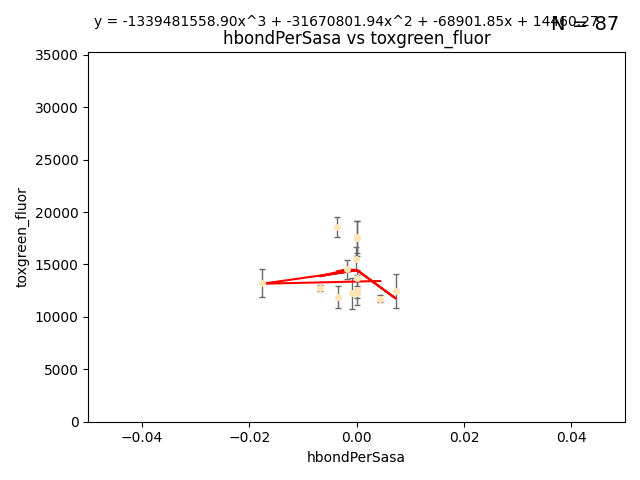 y = -1339481558.90x^3 + -31670801.94x^2 + -68901.85x + 14460.27
N = 87
hbondPerSasa vs toxgreen_fluor
35000
30000
25000
20000
15000
10000
5000
0
toxgreen_fluor
−0.04
−0.02
0.00
0.02
0.04
hbondPerSasa